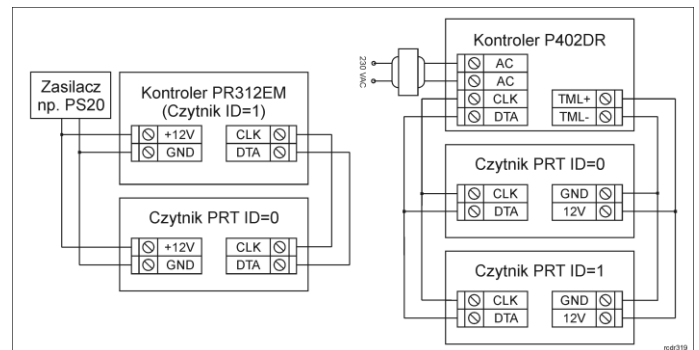 Zasilacz
np. PS20
Kontroler PR312EM
(Czytnik ID=1)
+12V
CLK
GND
DTA
Czytnik PRT ID=0
+12V
CLK
GND
DTA
230 VAC
Kontroler P402DR
AC
AC
CLK
TML+
DTA
TML-
Czytnik PRT ID=0
CLK
GND
DTA
12V
Czytnik PRT ID=1
CLK
GND
DTA
12V
rcdr319